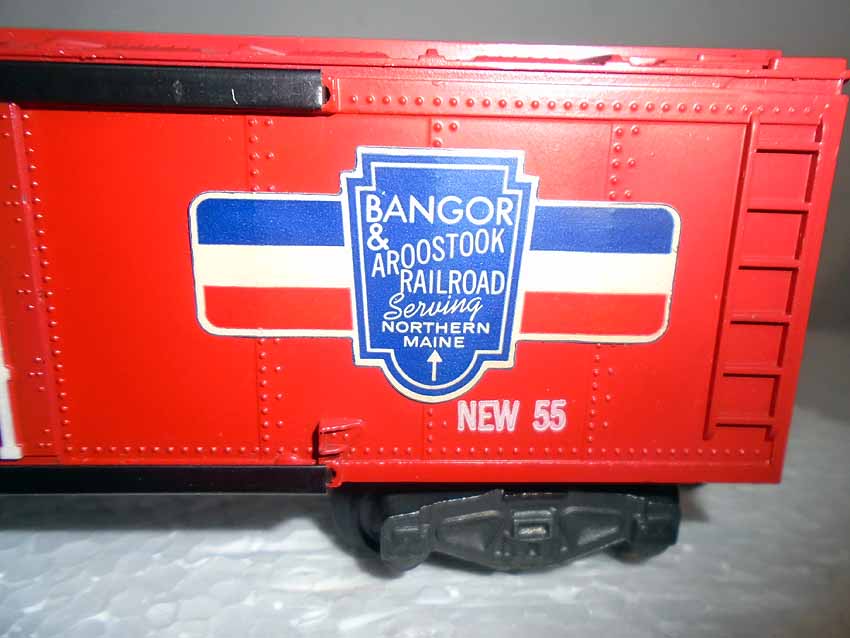 BANGOR
&
AROOSTOOK
RAILROAD
Serving
NORTHERN
MAINE
NEW 55